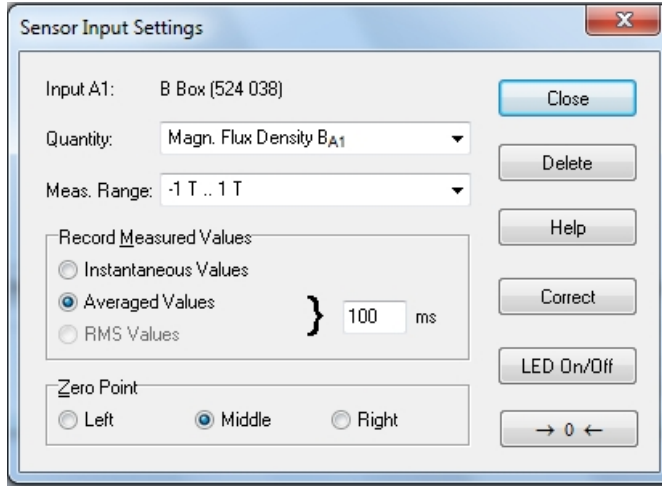 Sensor Input Settings
x
Input A1: B Box (524 038)
Close
Quantity: Magn. Flux Density BA1
Delete
Meas. Range: -1 T .. 1 T
Help
Record Measured Values
Instantaneous Values
Averaged Values
} 100 ms
Correct
RMS Values
LED On/Off
Zero Point
Left Middle Right
→ 0 ←